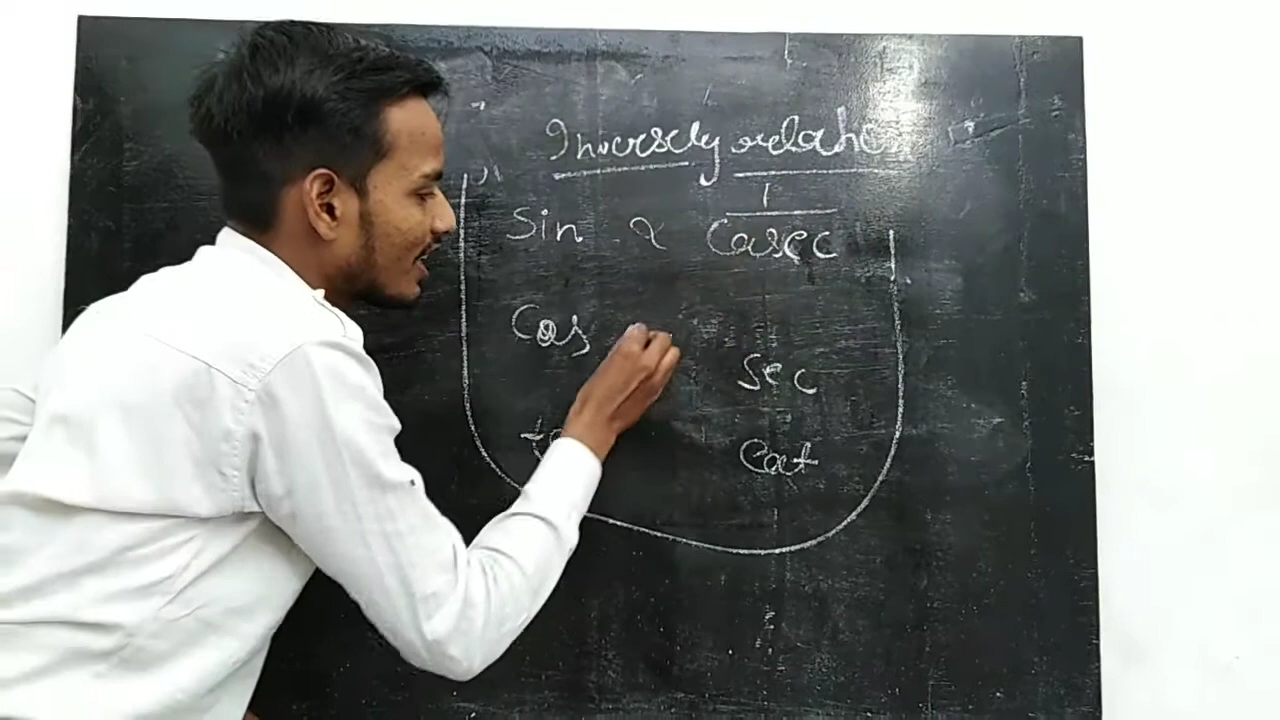 Inversely relation
1
Sin ∝ Cosec
Cos
Sec
Cot